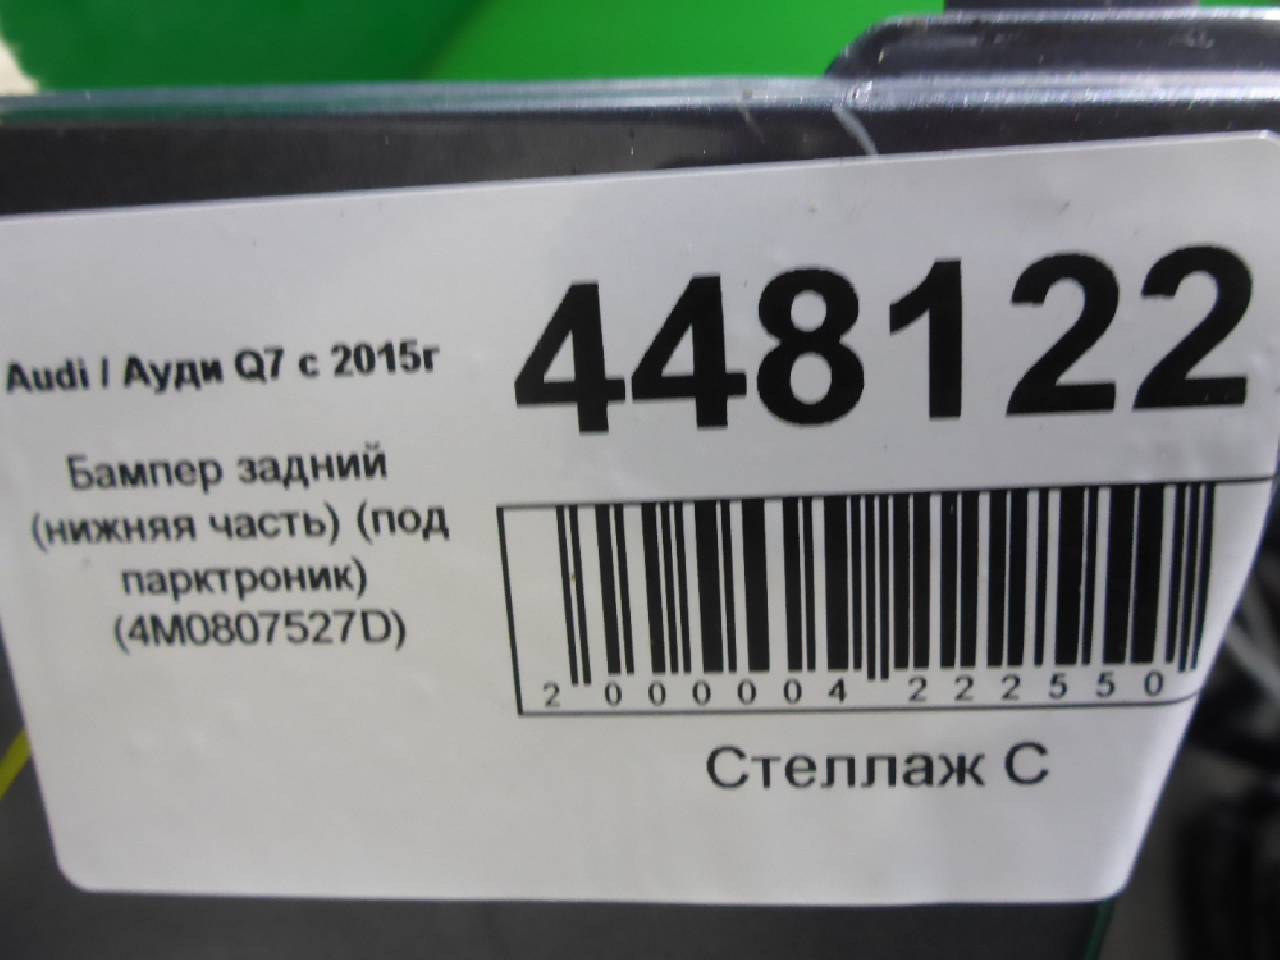 448122
Audi / Ауди Q7 с 2015г
Бампер задний
(нижняя часть) (под
парктроник)
(4M0807527D)
2 000004 222550
Стеллаж С